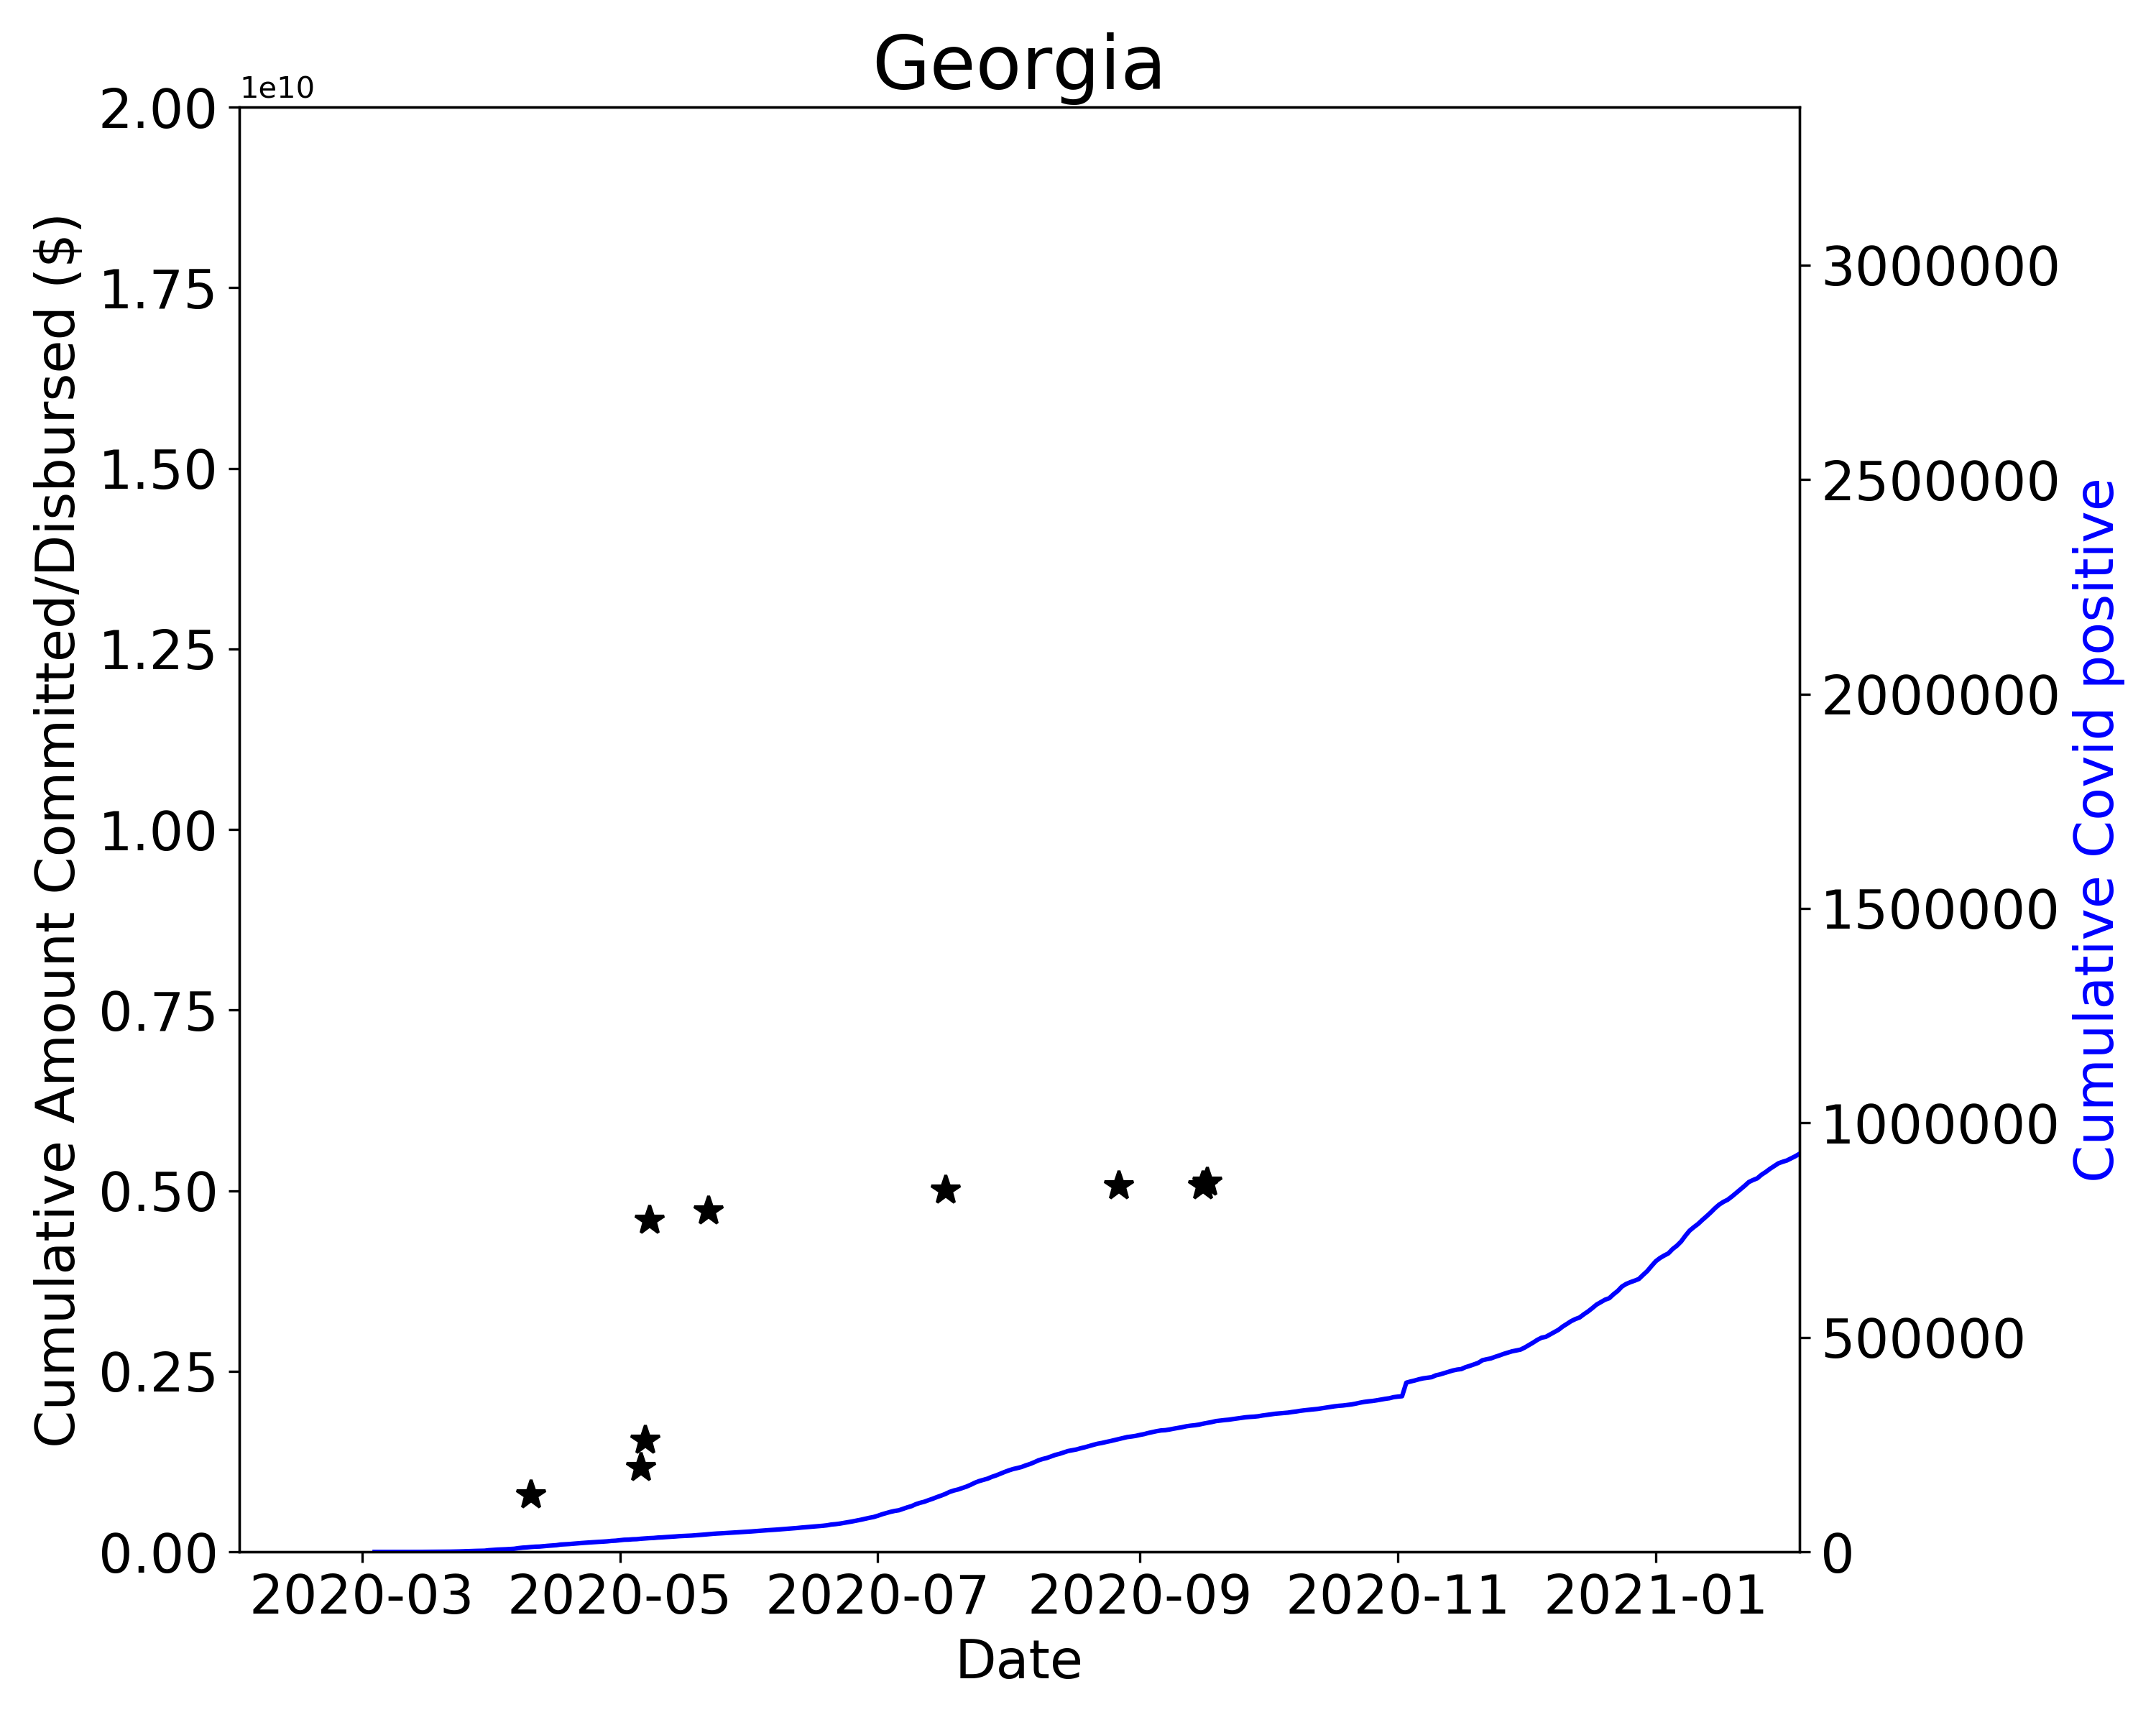 Georgia
1e10
Cumulative Amount Committed/Disbursed ($)
2.00
1.75
1.50
1.25
1.00
0.75
0.50
0.25
0.00
3000000
2500000
2000000
1500000
1000000
500000
0
Cumulative Covid positive
2020-03 2020-05 2020-07 2020-09 2020-11 2021-01
Date